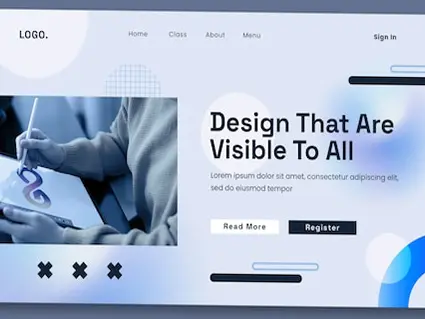 LOGO.
Home Class About Menu
Sign In
Design That Are
Visible To All
Lorem ipsum dolor sit amet, consectetur adipiscing elit,
sed do eiusmod tempor
Read More
Register